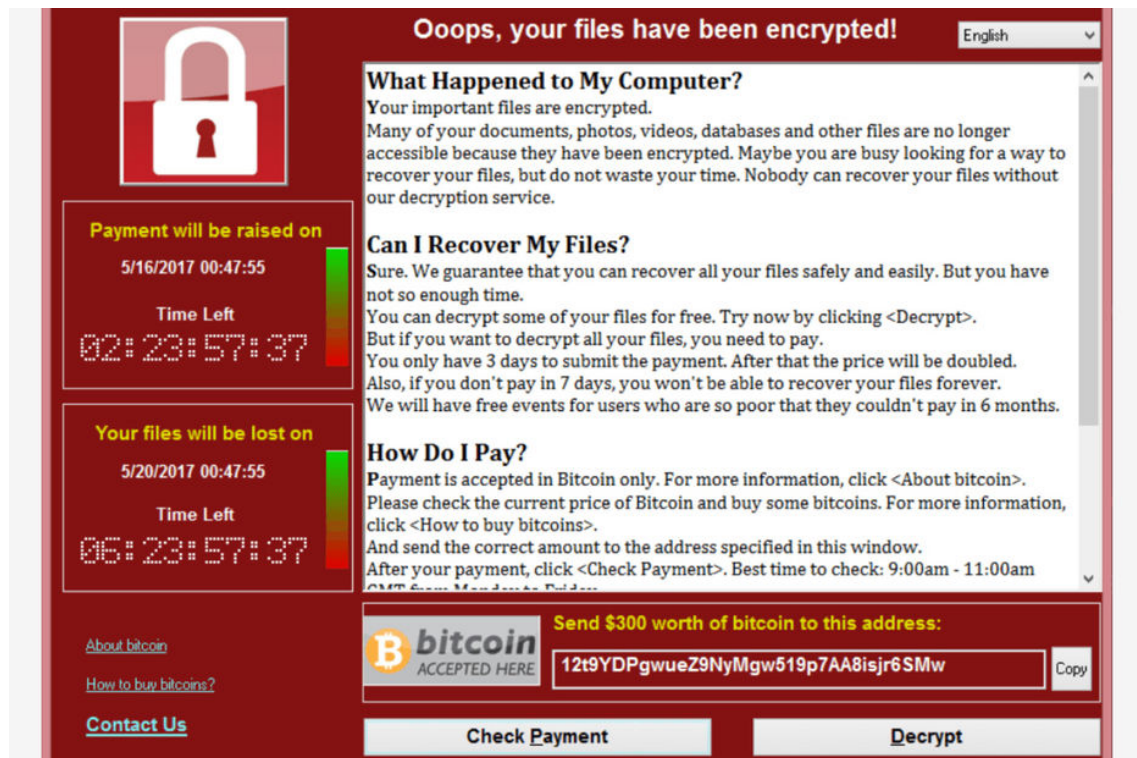 Ooops, your files have been encrypted!
English
What Happened to My Computer?
Your important files are encrypted.
Many of your documents, photos, videos, databases and other files are no longer
accessible because they have been encrypted. Maybe you are busy looking for a way to
recover your files, but do not waste your time. Nobody can recover your files without
our decryption service.
Can I Recover My Files?
Sure. We guarantee that you can recover all your files safely and easily. But you have
not so enough time.
You can decrypt some of your files for free. Try now by clicking <Decrypt>.
But if you want to decrypt all your files, you need to pay.
You only have 3 days to submit the payment. After that the price will be doubled.
Also, if you don't pay in 7 days, you won't be able to recover your files forever.
We will have free events for users who are so poor that they couldn't pay in 6 months.
How Do I Pay?
Payment is accepted in Bitcoin only. For more information, click <About bitcoin>.
Please check the current price of Bitcoin and buy some bitcoins. For more information,
click <How to buy bitcoins>.
And send the correct amount to the address specified in this window.
After your payment, click <Check Payment>. Best time to check: 9:00am - 11:00am
GMT from Monday to Friday
Payment will be raised on
5/16/2017 00:47:55
Time Left
02:23:57:37
Your files will be lost on
5/20/2017 00:47:55
Time Left
06:23:57:37
About bitcoin
How to buy bitcoins?
Contact Us
bitcoin
ACCEPTED HERE
Send $300 worth of bitcoin to this address:
12t9YDPgwueZ9NyMgw519p7AA8isjr6SMw
Copy
Check Payment
Decrypt